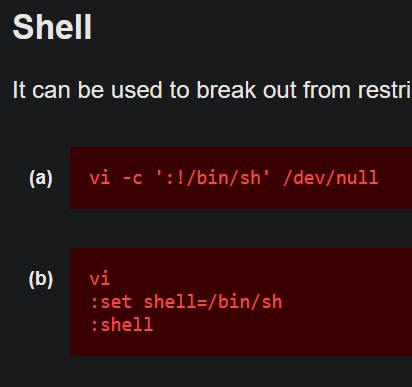 Shell
It can be used to break out from restri
(a) vi -c ':!/bin/sh' /dev/null
(b) vi
:set shell=/bin/sh
:shell